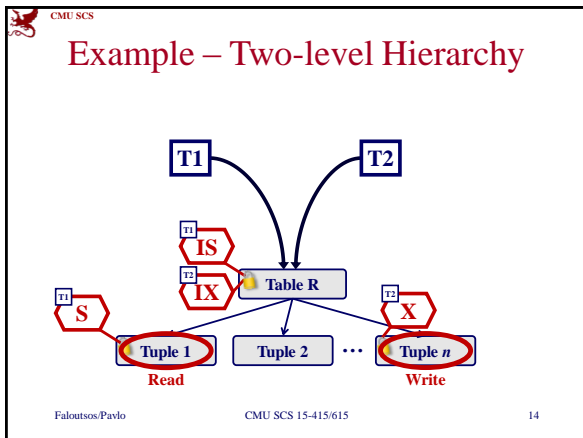 CMU SCS
Example – Two-level Hierarchy
T1 T2
T1
IS
T2
IX
Table R
T1
S
T2
X
Tuple 1 Tuple 2 ... Tuple n
Read Write
Faloutsos/Pavlo CMU SCS 15-415/615 14